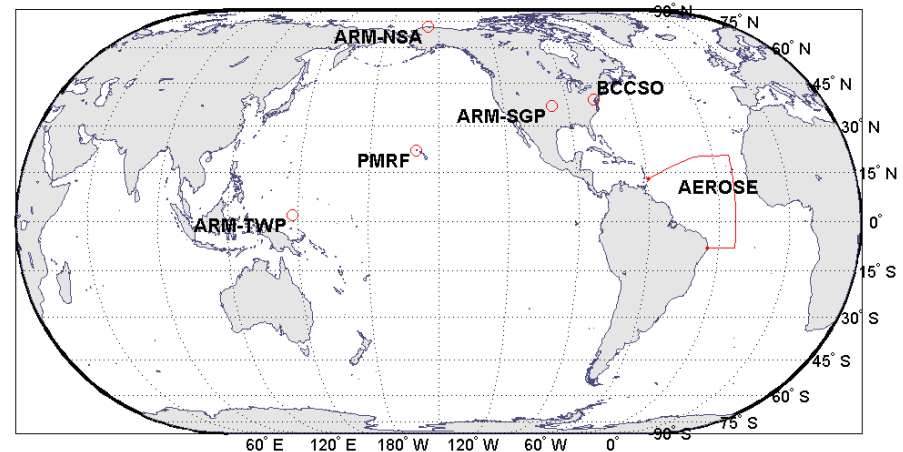 90° N
75° N
ARM-NSA
60° N
45° N
BCCSO
ARM-SGP
30° N
PMRF
15° N
AEROSE
ARM-TWP
0°
15° S
30° S
45° S
60° S
75° S
90° S
60° E 120° E 180° W 120° W 60° W 0°